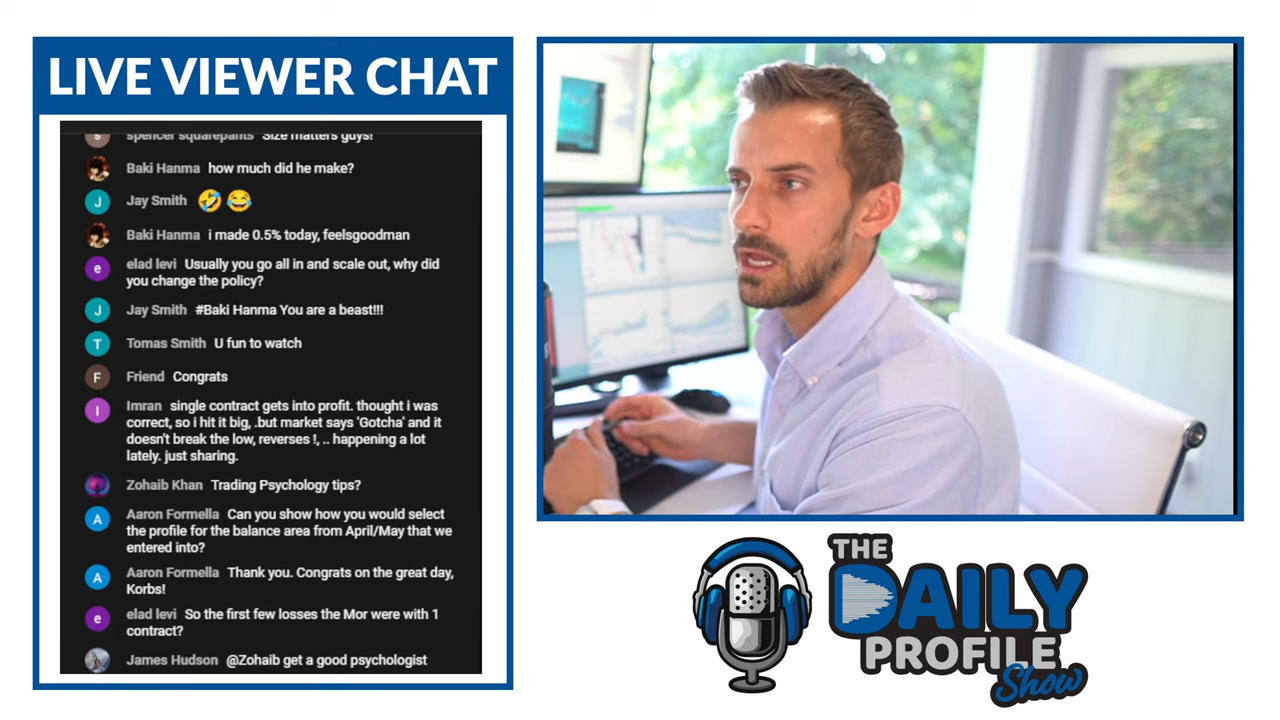 LIVE VIEWER CHAT
spencer squarepants Size matters guys!
Baki Hanma how much did he make?
Jay Smith 🤣 😂
Baki Hanma i made 0.5% today, feelsgoodman
elad levi Usually you go all in and scale out, why did
you change the policy?
Jay Smith #Baki Hanma You are a beast!!!
Tomas Smith U fun to watch
Friend Congrats
Imran single contract gets into profit. thought i was
correct, so i hit it big, .but market says 'Gotcha' and it
doesn't break the low, reverses !, .. happening a lot
lately. just sharing.
Zohaib Khan Trading Psychology tips?
Aaron Formella Can you show how you would select
the profile for the balance area from April/May that we
entered into?
Aaron Formella Thank you. Congrats on the great day,
Korbs!
elad levi So the first few losses the Mor were with 1
contract?
James Hudson @Zohaib get a good psychologist
THE
DAILY
PROFILE
Show